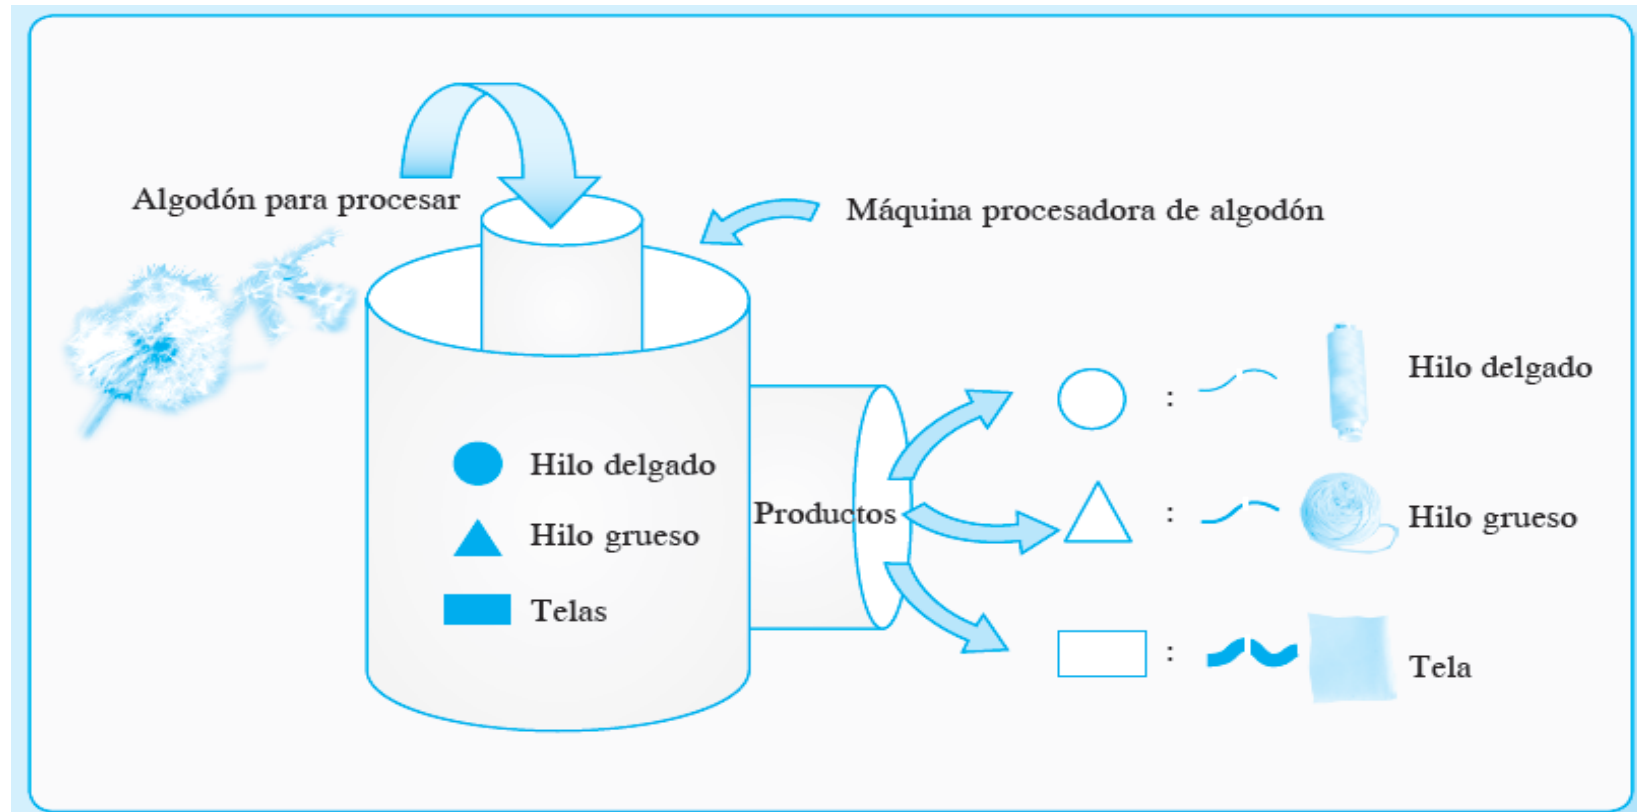 Algodón para procesar
Máquina procesadora de algodón
Hilo delgado
Hilo grueso
Telas
Productos
: Hilo delgado
: Hilo grueso
: Tela